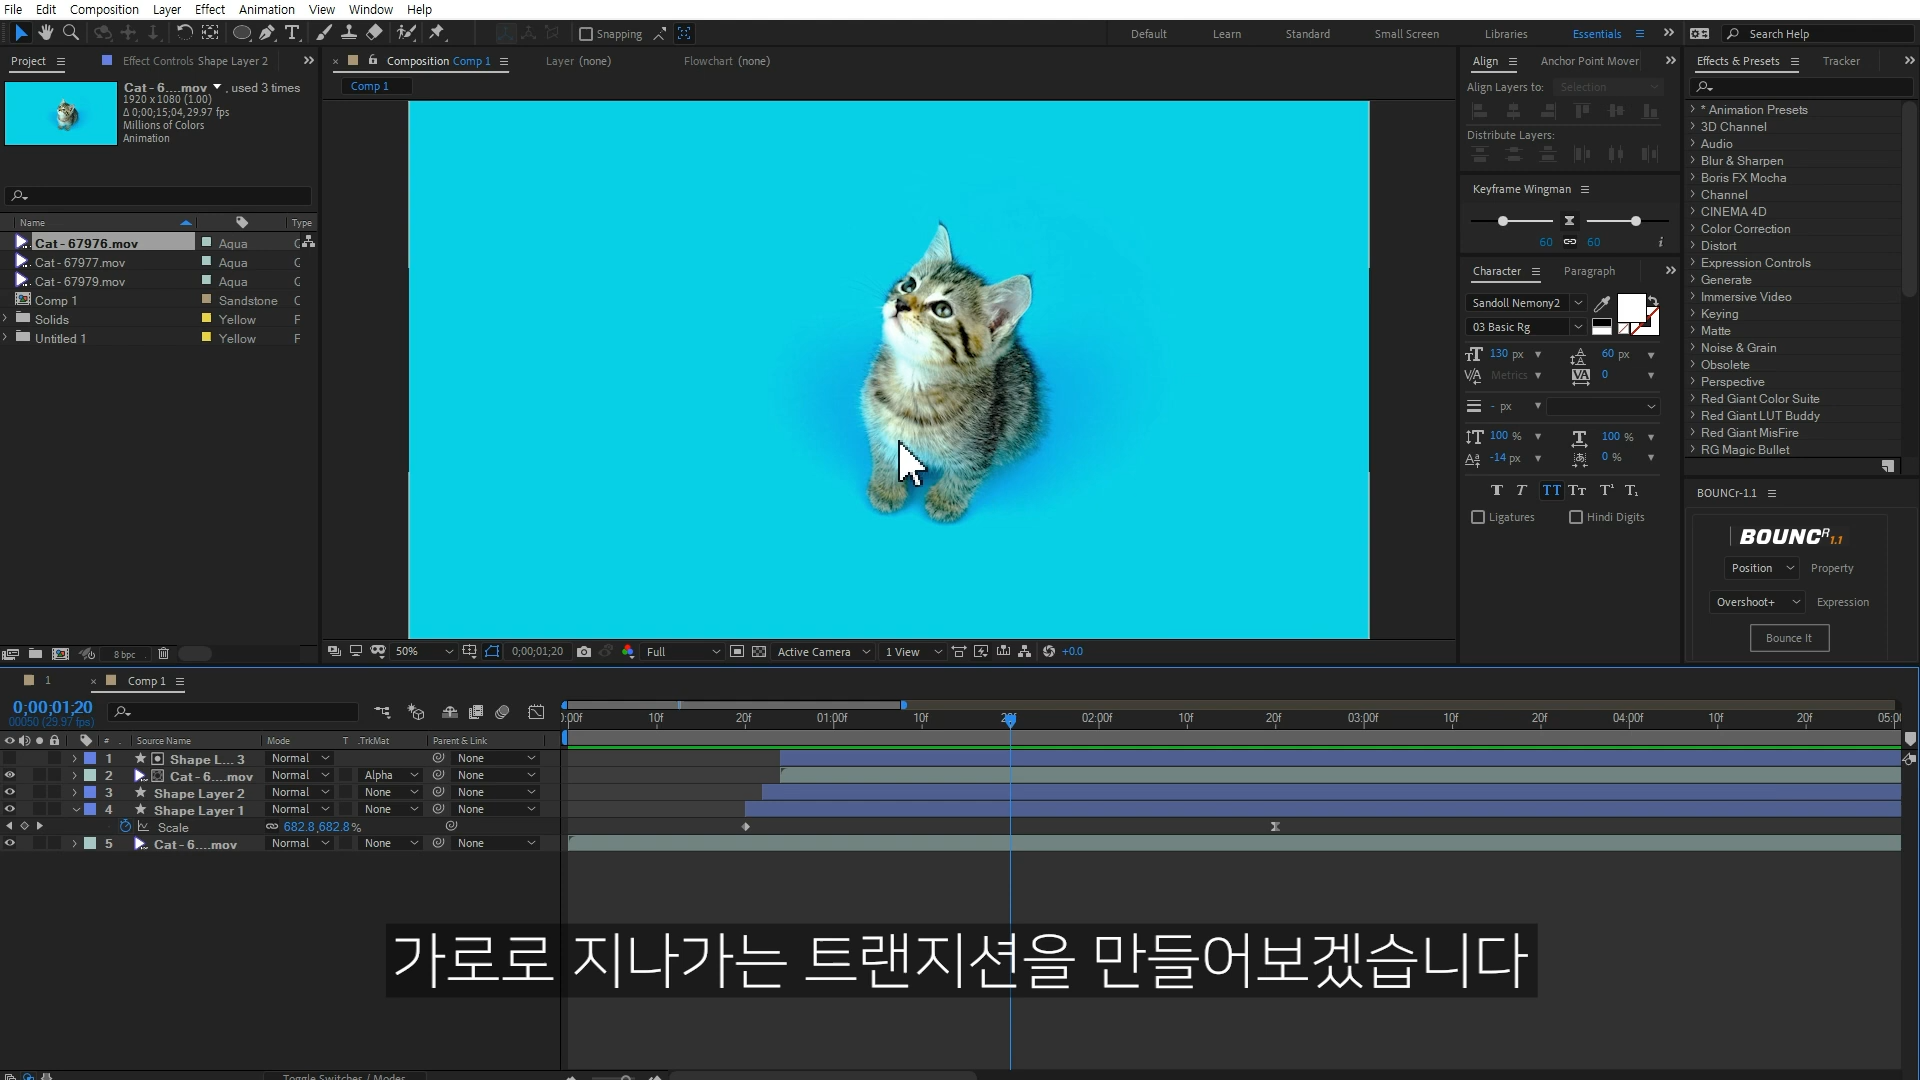 File Edit Composition Layer Effect Animation View Window Help
Snapping
Default Learn Standard Small Screen Libraries Essentials
Search Help
Project
Effect Controls Shape Layer 2
Cat - 6....mov , used 3 times
1920 x 1080 (1.00)
Δ 0;00;15;04, 29.97 fps
Millions of Colors
Animation
Name Type
Cat - 67976.mov Aqua
Cat - 67977.mov Aqua
Cat - 67979.mov Aqua
Comp 1 Sandstone
Solids Yellow F
Untitled 1 Yellow F
8 bpc
Composition Comp 1
Layer (none)
Flowchart (none)
Comp 1
50% 0;00;01;20 Full Active Camera 1 View +0.0
Align Anchor Point Mover
Align Layers to: Selection
Distribute Layers:
Keyframe Wingman
60 60 i
Character Paragraph
Sandoll Nemony2
03 Basic Rg
130 px 60 px
Metrics 0
- px
100 % 100 %
-14 px 0 %
T T TT Tт T¹ T₁
Ligatures Hindi Digits
Effects & Presets Tracker
* Animation Presets
3D Channel
Audio
Blur & Sharpen
Boris FX Mocha
Channel
CINEMA 4D
Color Correction
Distort
Expression Controls
Generate
Immersive Video
Keying
Matte
Noise & Grain
Obsolete
Perspective
Red Giant Color Suite
Red Giant LUT Buddy
Red Giant MisFire
RG Magic Bullet
BOUNCr-1.1
BOUNCR 1.1
Position Property
Overshoot+ Expression
Bounce It
1 Comp 1
0;00;01;20
00050 (29.97 fps)
# Source Name Mode T .TrkMat Parent & Link
:00f 10f 20f 01:00f 10f 20f 02:00f 10f 20f 03:00f 10f 20f 04:00f 10f 20f 05:0
1 Shape L... 3 Normal None
2 Cat - 6....mov Normal Alpha None
3 Shape Layer 2 Normal None None
4 Shape Layer 1 Normal None None
Scale 682.8,682.8%
5 Cat - 6....mov Normal None None
가로로 지나가는 트랜지션을 만들어보겠습니다
Toggle Switches / Modes